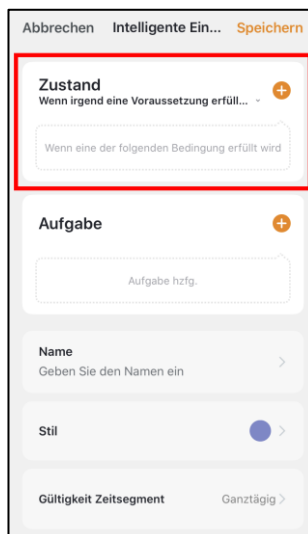 Abbrechen Intelligente Ein... Speichern
Zustand
Wenn irgend eine Voraussetzung erfüll...
Wenn eine der folgenden Bedingung erfüllt wird
Aufgabe
Aufgabe hzfg.
Name
Geben Sie den Namen ein
Stil
Gültigkeit Zeitsegment Ganztägig